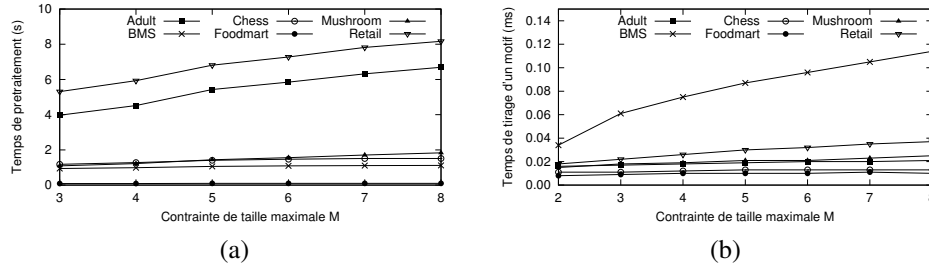 Temps de pretraitement (s)
10
8
6
4
2
0
Adult
BMS
Chess
Foodmart
Mushroom
Retail
3 4 5 6 7 8
Contrainte de taille maximale M
(a)
Temps de tirage d'un motif (ms)
0.14
0.12
0.10
0.08
0.06
0.04
0.02
0.00
Adult
BMS
Chess
Foodmart
Mushroom
Retail
2 3 4 5 6 7 8
Contrainte de taille maximale M
(b)